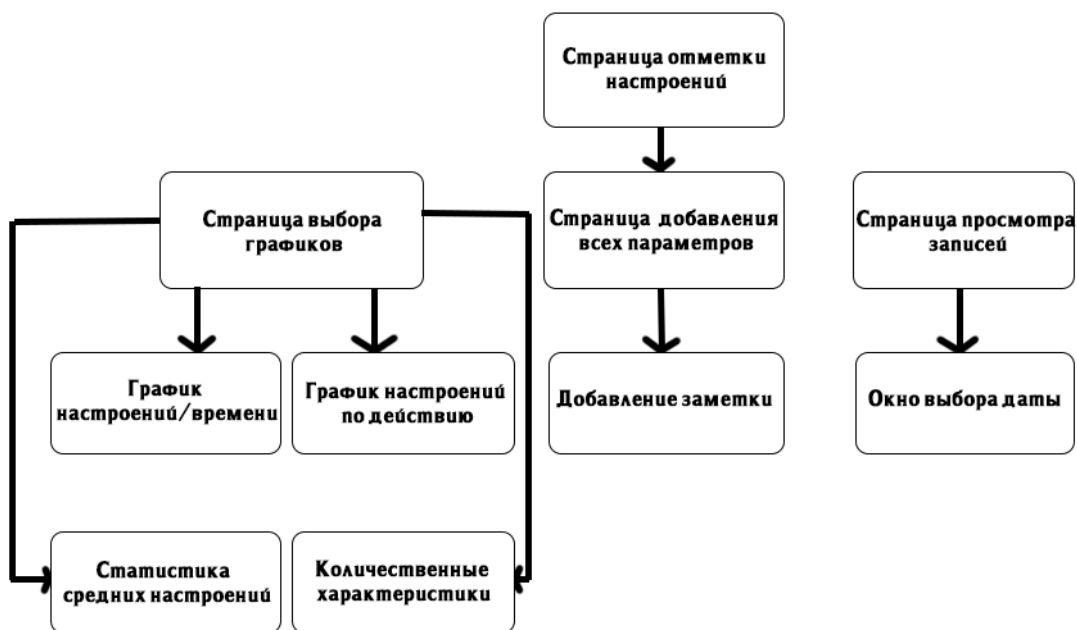 Страница отметки
настроений
Страница выбора
графиков
Страница добавления
всех параметров
Страница просмотра
записей
График
настроений/времени
График настроений
по действию
Добавление заметки
Окно выбора даты
Статистика
средних настроений
Количественные
характеристики